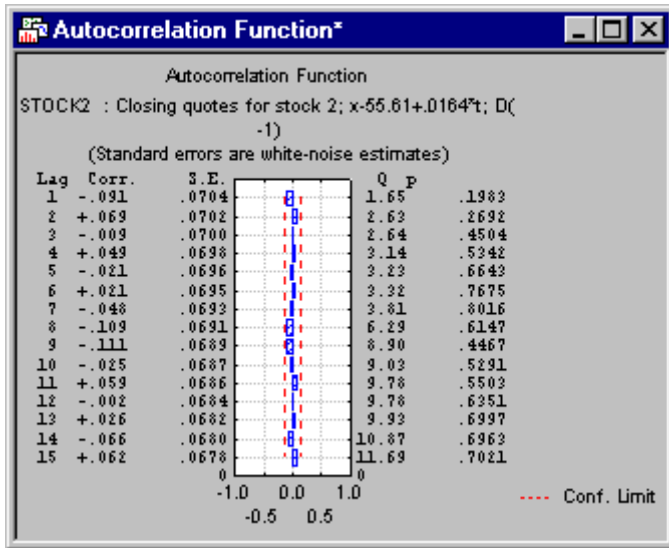 Autocorrelation Function*
Autocorrelation Function
STOCK2 : Closing quotes for stock 2; x-55.61+.0164*t; D(
-1)
(Standard errors are white-noise estimates)
Lag Corr. S.E. Q p
1 -.091 .0704 1.65 .1983
2 +.069 .0702 2.63 .2692
3 -.009 .0700 2.64 .4504
4 +.049 .0698 3.14 .5342
5 -.021 .0696 3.23 .6643
6 +.021 .0695 3.32 .7675
7 -.048 .0693 3.81 .8016
8 -.109 .0691 6.29 .6147
9 -.111 .0689 8.90 .4467
10 -.025 .0687 9.03 .5291
11 +.059 .0686 9.78 .5503
12 -.002 .0684 9.78 .6351
13 +.026 .0682 9.93 .6997
14 -.066 .0680 10.87 .6963
15 +.062 .0678 11.69 .7021
0 0
-1.0 0.0 1.0
-0.5 0.5
Conf. Limit